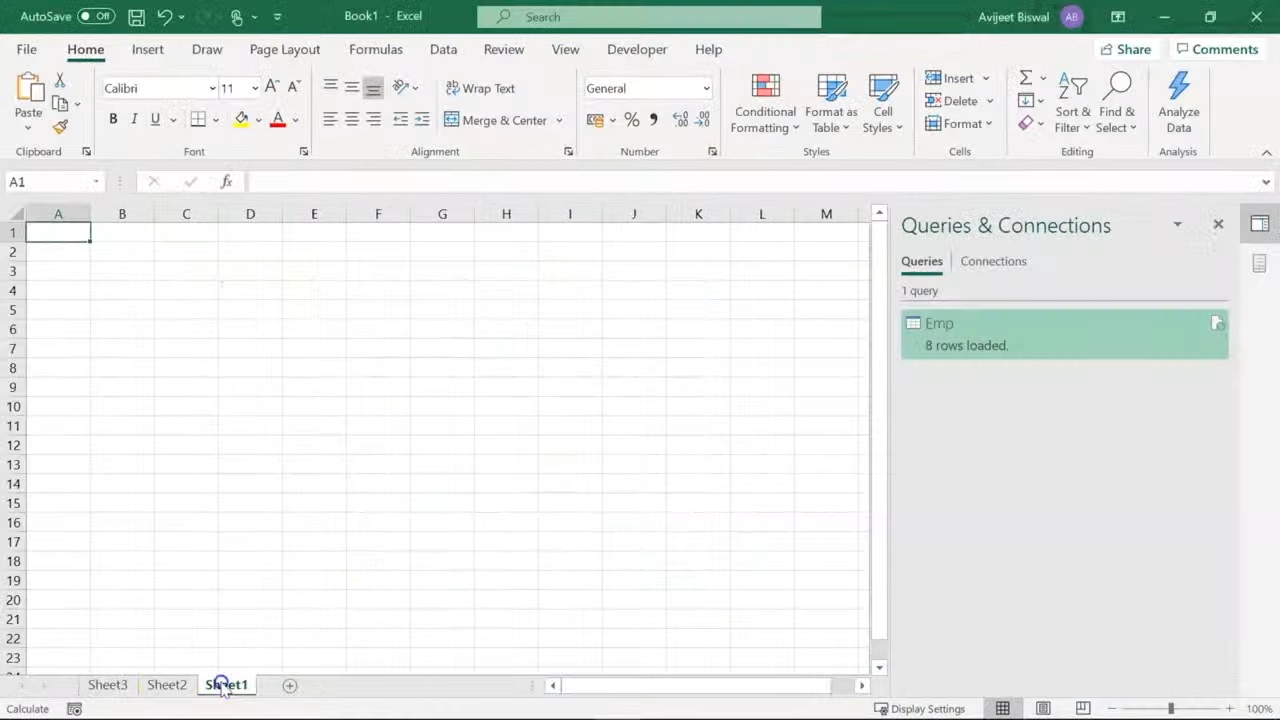 AutoSave Off Book1 - Excel Search Avijeet Biswal AB
File Home Insert Draw Page Layout Formulas Data Review View Developer Help Share Comments
Paste Calibri 11 A A Wrap Text General Conditional Formatting Format as Table Cell Styles Insert Delete Format Sort & Filter Find & Select Analyze Data
B I U A Merge & Center %
Clipboard Font Alignment Number Styles Cells Editing Analysis
A1 fx
A B C D E F G H I J K L M
1
2
3
4
5
6
7
8
9
10
11
12
13
14
15
16
17
18
19
20
21
22
23
Queries & Connections
Queries Connections
1 query
Emp
8 rows loaded.
Sheet3 Sheet2 Sheet1
Calculate Display Settings 100%